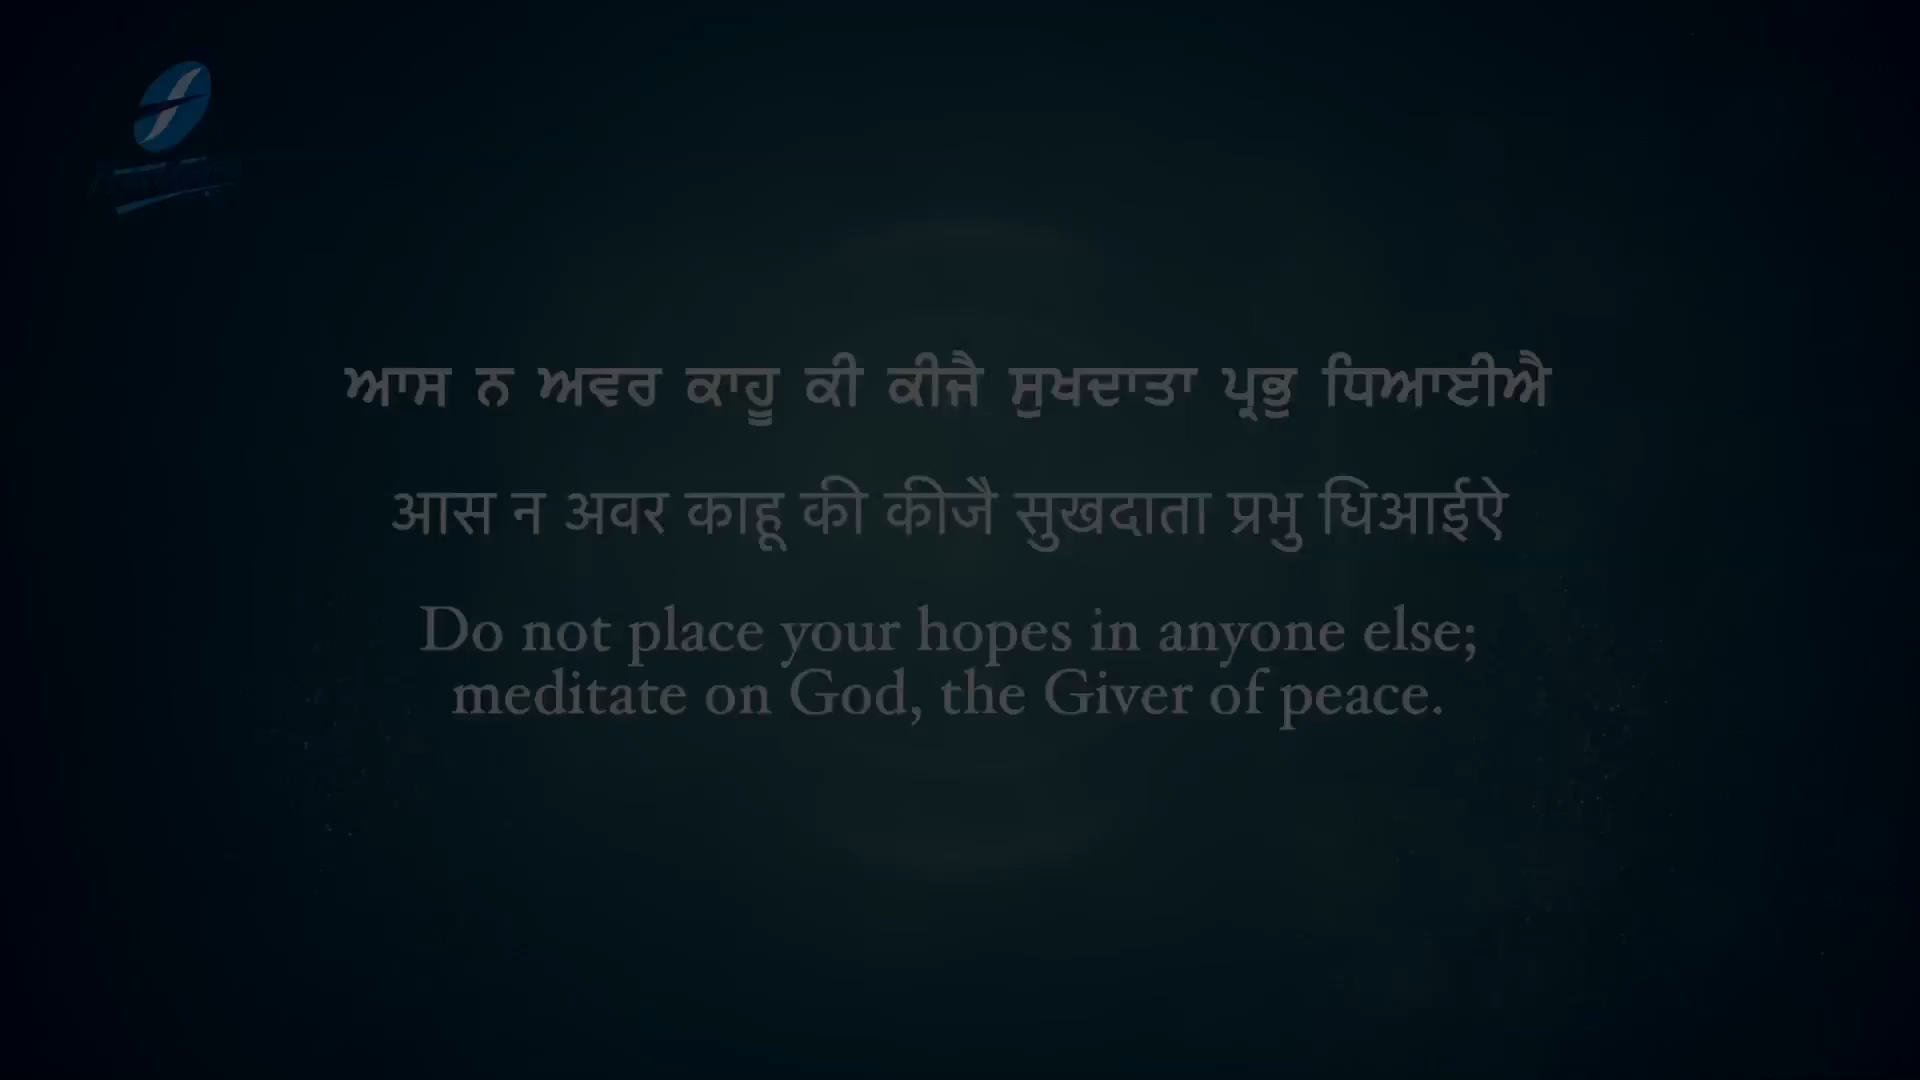 ਆਸ ਨ ਅਵਰ ਕਾਹੂ ਕੀ ਕੀਜੈ ਸੁਖਦਾਤਾ ਪ੍ਰਭੁ ਧਿਆਈਐ
आस न अवर काहू की कीजै सुखदाता प्रभु धिआईऐ
Do not place your hopes in anyone else;
meditate on God, the Giver of peace.